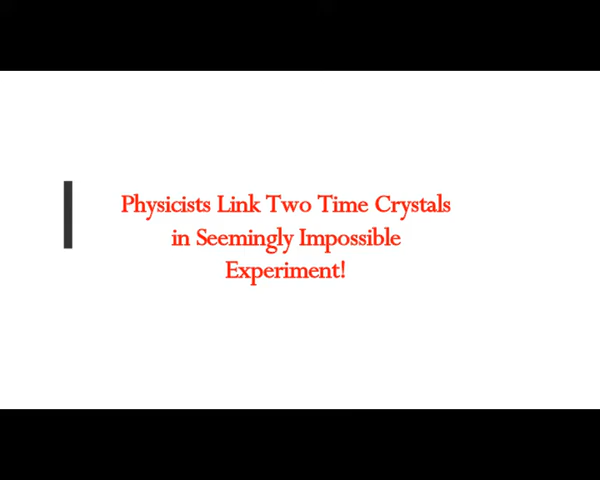 Physicists Link Two Time Crystals
in Seemingly Impossible
Experiment!